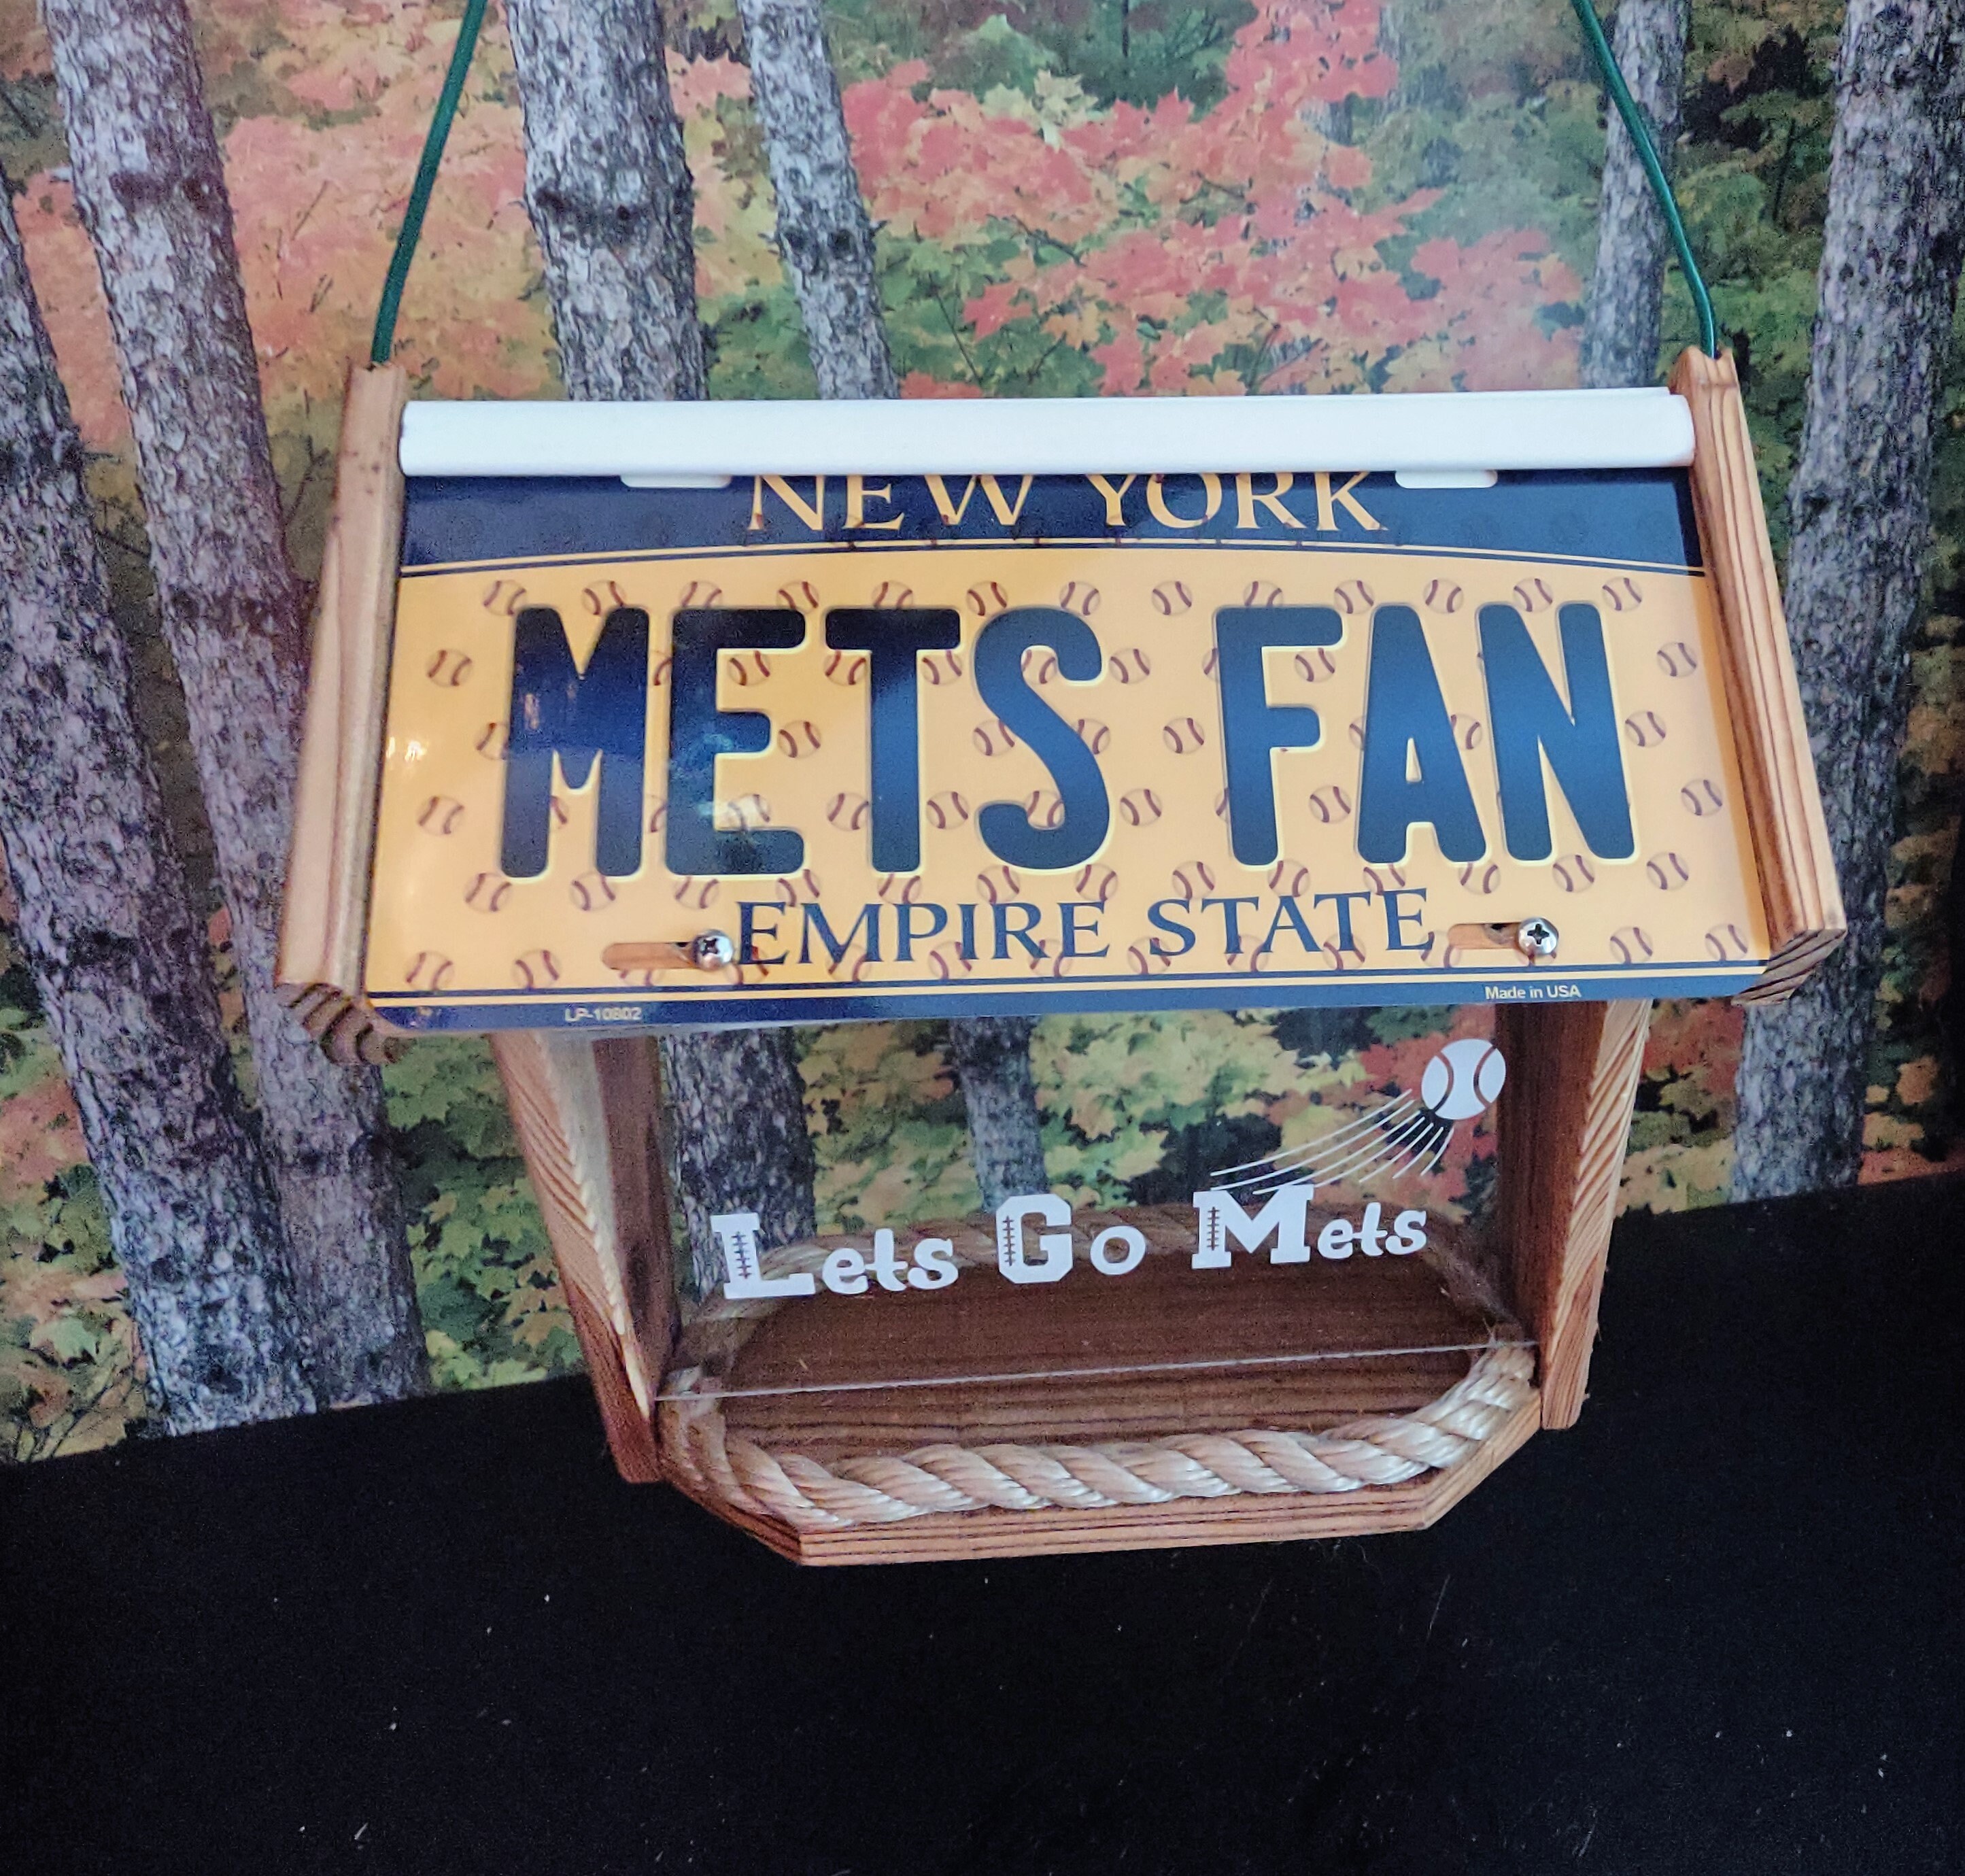 NEW YORK
METS FAN
EMPIRE STATE
LP-10802
Made in USA
Lets Go Mets